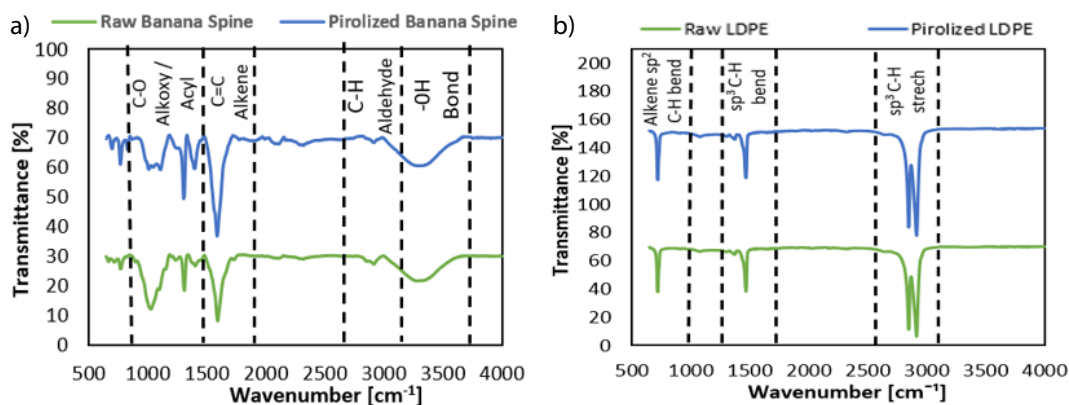 a)
Raw Banana Spine
Pirolized Banana Spine
Transmittance [%]
100
90
80
70
60
50
40
30
20
10
0
C-O
Alkoxy /
Acyl
C=C
Alkene
C-H
Aldehyde
-0H
Bond
500 1000 1500 2000 2500 3000 3500 4000
Wavenumber [cm⁻¹]
b)
Raw LDPE
Pirolized LDPE
Transmittance [%]
200
180
160
140
120
100
80
60
40
20
0
Alkene sp²
C-H bend
sp³ C-H
bend
sp³ C-H
strech
500 1000 1500 2000 2500 3000 3500 4000
Wavenumber [cm⁻¹]